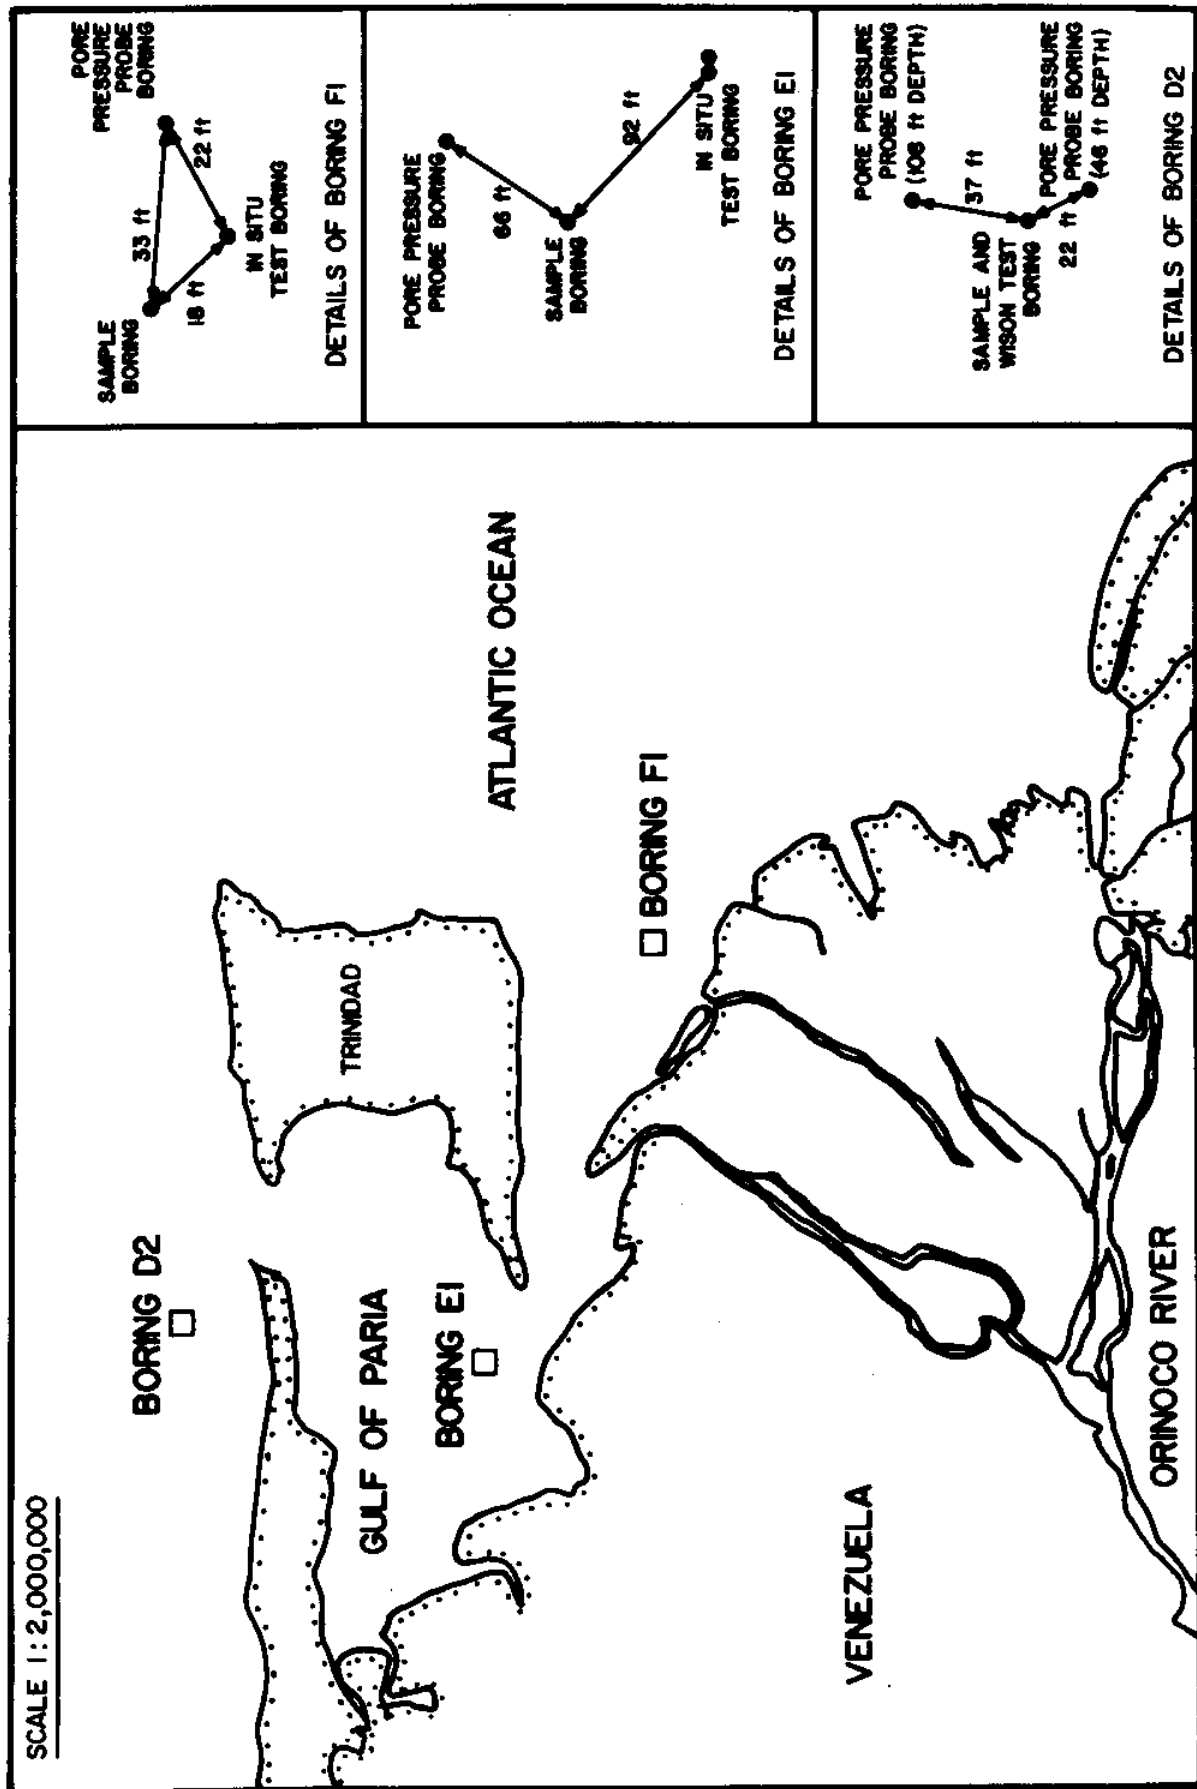 SCALE 1:2,000,000
BORING D2
GULF OF PARIA
BORING E1
TRINIDAD
ATLANTIC OCEAN
BORING F1
VENEZUELA
ORINOCO RIVER
SAMPLE
BORING
33 ft
PORE
PRESSURE
PROBE
BORING
18 ft
22 ft
IN SITU
TEST BORING
DETAILS OF BORING F1
PORE PRESSURE
PROBE BORING
66 ft
SAMPLE
BORING
92 ft
IN SITU
TEST BORING
DETAILS OF BORING E1
PORE PRESSURE
PROBE BORING
(106 ft DEPTH)
37 ft
SAMPLE AND
WISON TEST
BORING
22 ft
PORE PRESSURE
PROBE BORING
(46 ft DEPTH)
DETAILS OF BORING D2